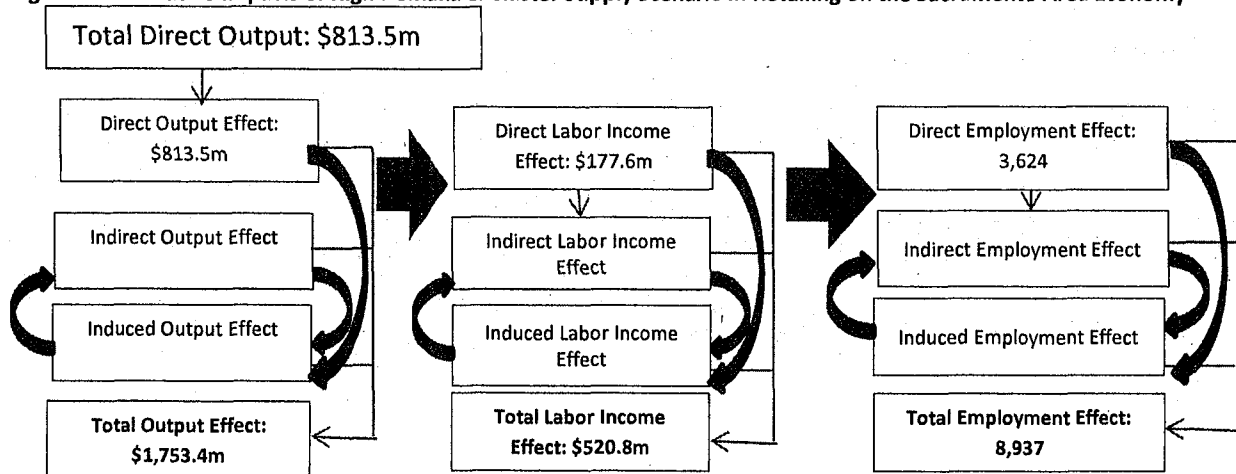 Total Direct Output: $813.5m
Direct Output Effect:
$813.5m
Indirect Output Effect
Induced Output Effect
Total Output Effect:
$1,753.4m
Direct Labor Income
Effect: $177.6m
Indirect Labor Income
Effect
Induced Labor Income
Effect
Total Labor Income
Effect: $520.8m
Direct Employment Effect:
3,624
Indirect Employment Effect
Induced Employment Effect
Total Employment Effect:
8,937